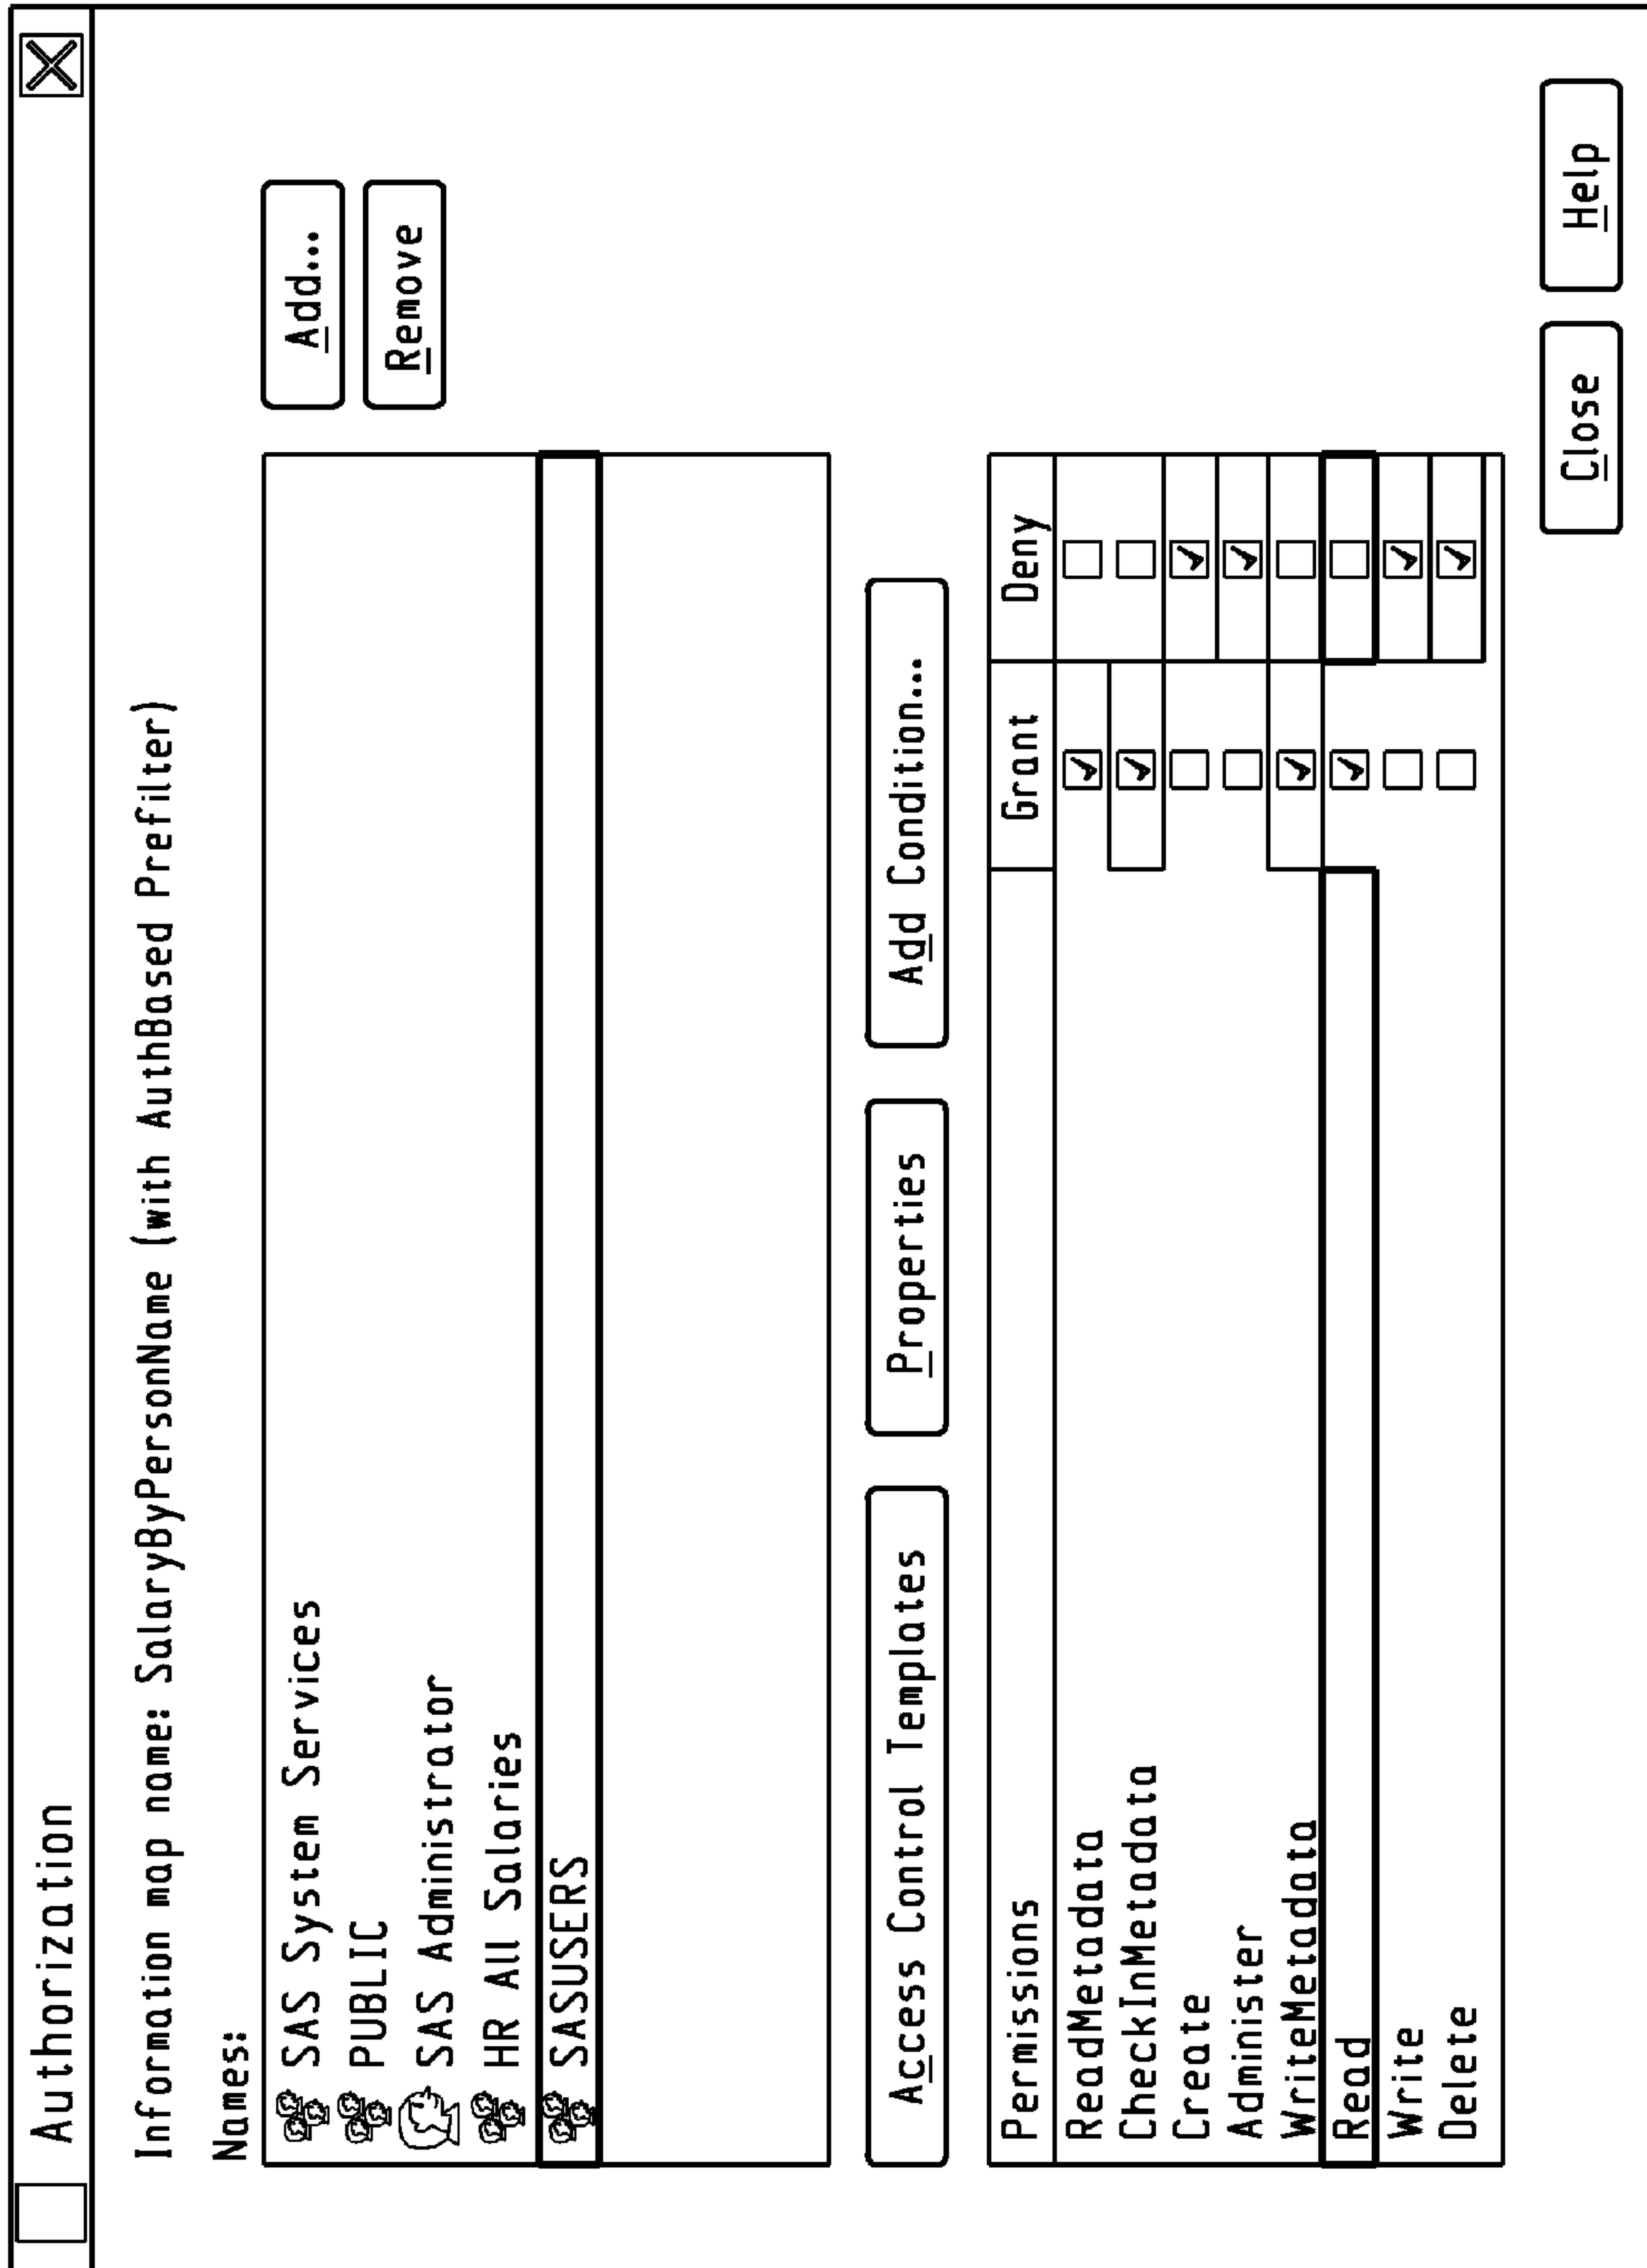 Authorization
Information map name: SalaryByPersonName (with AuthBased Prefilter)
Names:
SAS System Services
PUBLIC
SAS Administrator
HR All Salaries
SASUSERS
Add...
Remove
Access Control Templates Properties Add Condition...
Permissions Grant Deny
ReadMetadata
CheckInMetadata
Create
Administer
WriteMetadata
Read
Write
Delete
Close Help